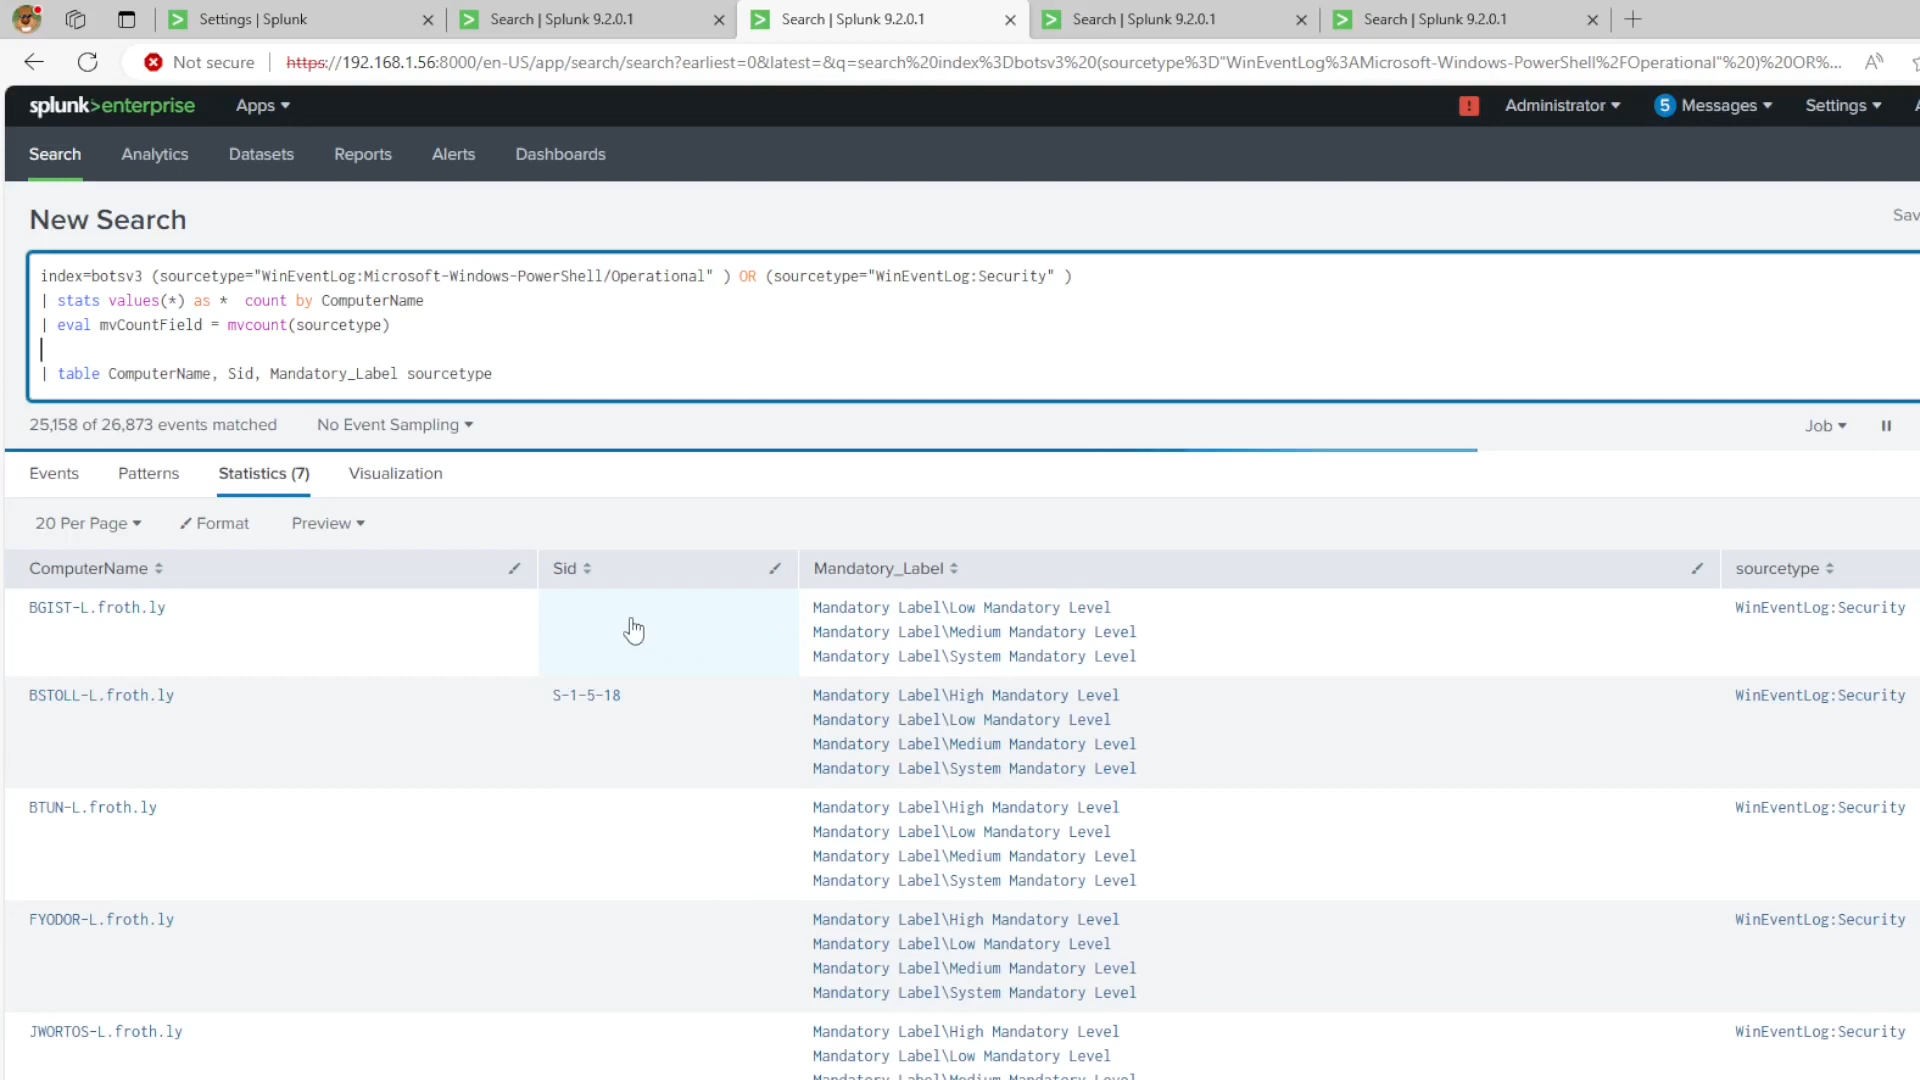 Settings | Splunk
Search | Splunk 9.2.0.1
Search | Splunk 9.2.0.1
Search | Splunk 9.2.0.1
Search | Splunk 9.2.0.1
Not secure
https://192.168.1.56:8000/en-US/app/search/search?earliest=0&latest=&q=search%20index%3Dbotsv3%20(sourcetype%3D"WinEventLog%3AMicrosoft-Windows-PowerShell%2FOperational"%20)%20OR%...
splunk>enterprise
Apps
!
Administrator
5
Messages
Settings
Search
Analytics
Datasets
Reports
Alerts
Dashboards
New Search
Sav
index=botsv3 (sourcetype="WinEventLog:Microsoft-Windows-PowerShell/Operational" ) OR (sourcetype="WinEventLog:Security" )
| stats values(*) as *  count by ComputerName
| eval mvCountField = mvcount(sourcetype)
| table ComputerName, Sid, Mandatory_Label sourcetype
25,158 of 26,873 events matched
No Event Sampling
Job
Events
Patterns
Statistics (7)
Visualization
20 Per Page
Format
Preview
ComputerName
Sid
Mandatory_Label
sourcetype
BGIST-L.froth.ly
Mandatory Label\Low Mandatory Level
WinEventLog:Security
Mandatory Label\Medium Mandatory Level
Mandatory Label\System Mandatory Level
BSTOLL-L.froth.ly
S-1-5-18
Mandatory Label\High Mandatory Level
WinEventLog:Security
Mandatory Label\Low Mandatory Level
Mandatory Label\Medium Mandatory Level
Mandatory Label\System Mandatory Level
BTUN-L.froth.ly
Mandatory Label\High Mandatory Level
WinEventLog:Security
Mandatory Label\Low Mandatory Level
Mandatory Label\Medium Mandatory Level
Mandatory Label\System Mandatory Level
FYODOR-L.froth.ly
Mandatory Label\High Mandatory Level
WinEventLog:Security
Mandatory Label\Low Mandatory Level
Mandatory Label\Medium Mandatory Level
Mandatory Label\System Mandatory Level
JWORTOS-L.froth.ly
Mandatory Label\High Mandatory Level
WinEventLog:Security
Mandatory Label\Low Mandatory Level
Mandatory Label\Medium Mandatory Level